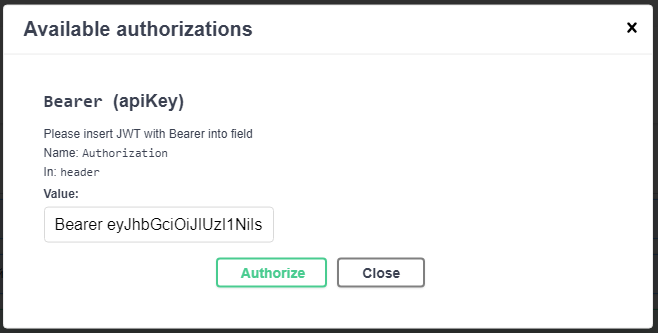 Available authorizations
Bearer (apiKey)
Please insert JWT with Bearer into field
Name: Authorization
In: header
Value:
Bearer eyJhbGciOiJIUzI1NiIs
Authorize Close